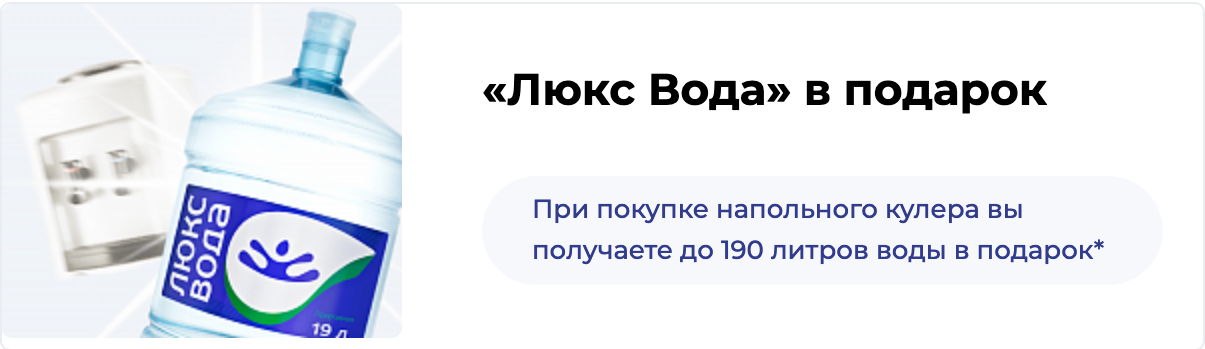 «Люкс Вода» в подарок
При покупке напольного кулера вы
получаете до 190 литров воды в подарок*
ЛЮКС
ВОДА
19 л